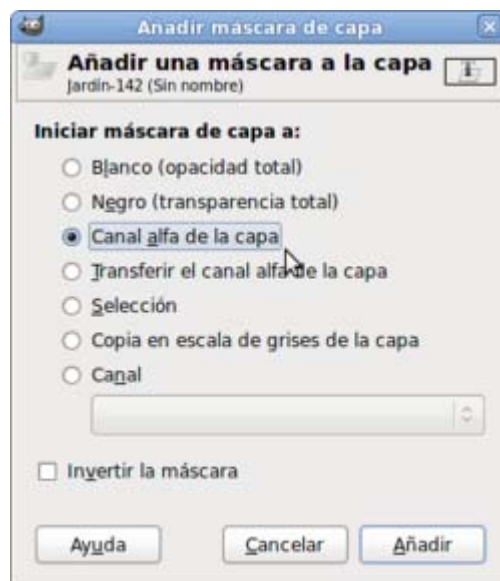 Añadir máscara de capa
Añadir una máscara a la capa
Jardín-142 (Sin nombre)
Iniciar máscara de capa a:
Blanco (opacidad total)
Negro (transparencia total)
Canal alfa de la capa
Transferir el canal alfa de la capa
Selección
Copia en escala de grises de la capa
Canal
Invertir la máscara
Ayuda
Cancelar
Añadir